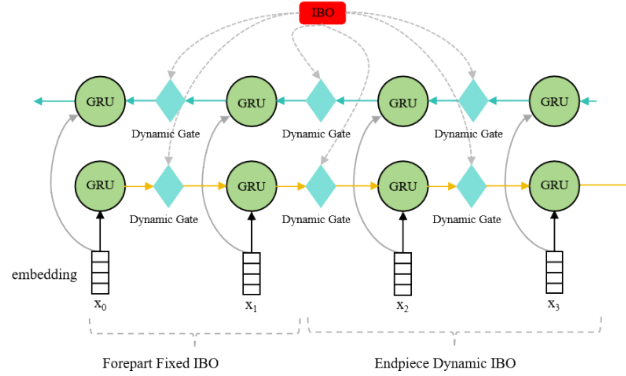 IBO
GRU GRU GRU GRU
Dynamic Gate Dynamic Gate Dynamic Gate
GRU GRU GRU GRU
Dynamic Gate Dynamic Gate Dynamic Gate
embedding
x0 x1 x2 x3
Forepart Fixed IBO Endpiece Dynamic IBO